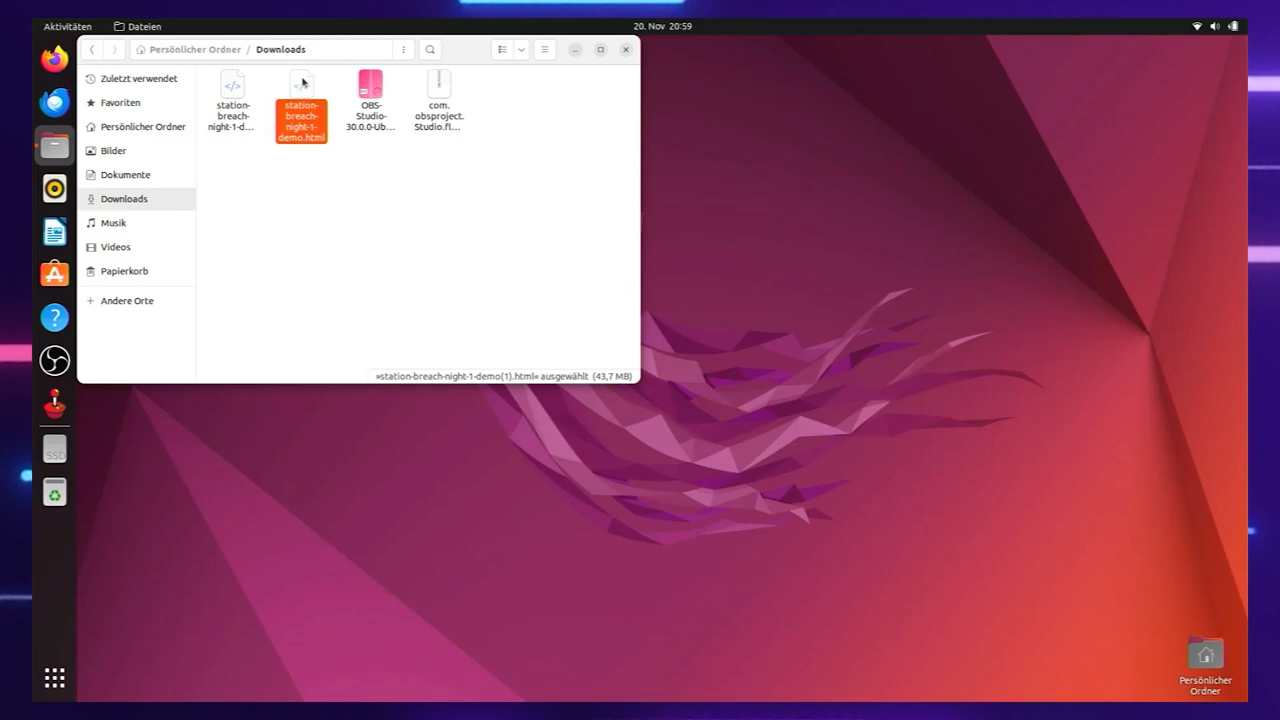 Aktivitäten
Dateien
20. Nov 20:59
Persönlicher Ordner / Downloads
Zuletzt verwendet
Favoriten
Persönlicher Ordner
Bilder
Dokumente
Downloads
Musik
Videos
Papierkorb
+ Andere Orte
station-
breach-
night-1-d...
station-
breach-
night-1-
demo.html
OBS-
Studio-
30.0.0-Ub...
com.
obsproject.
Studio.fl...
»station-breach-night-1-demo(1).html« ausgewählt (43,7 MB)
SSD
Persönlicher
Ordner